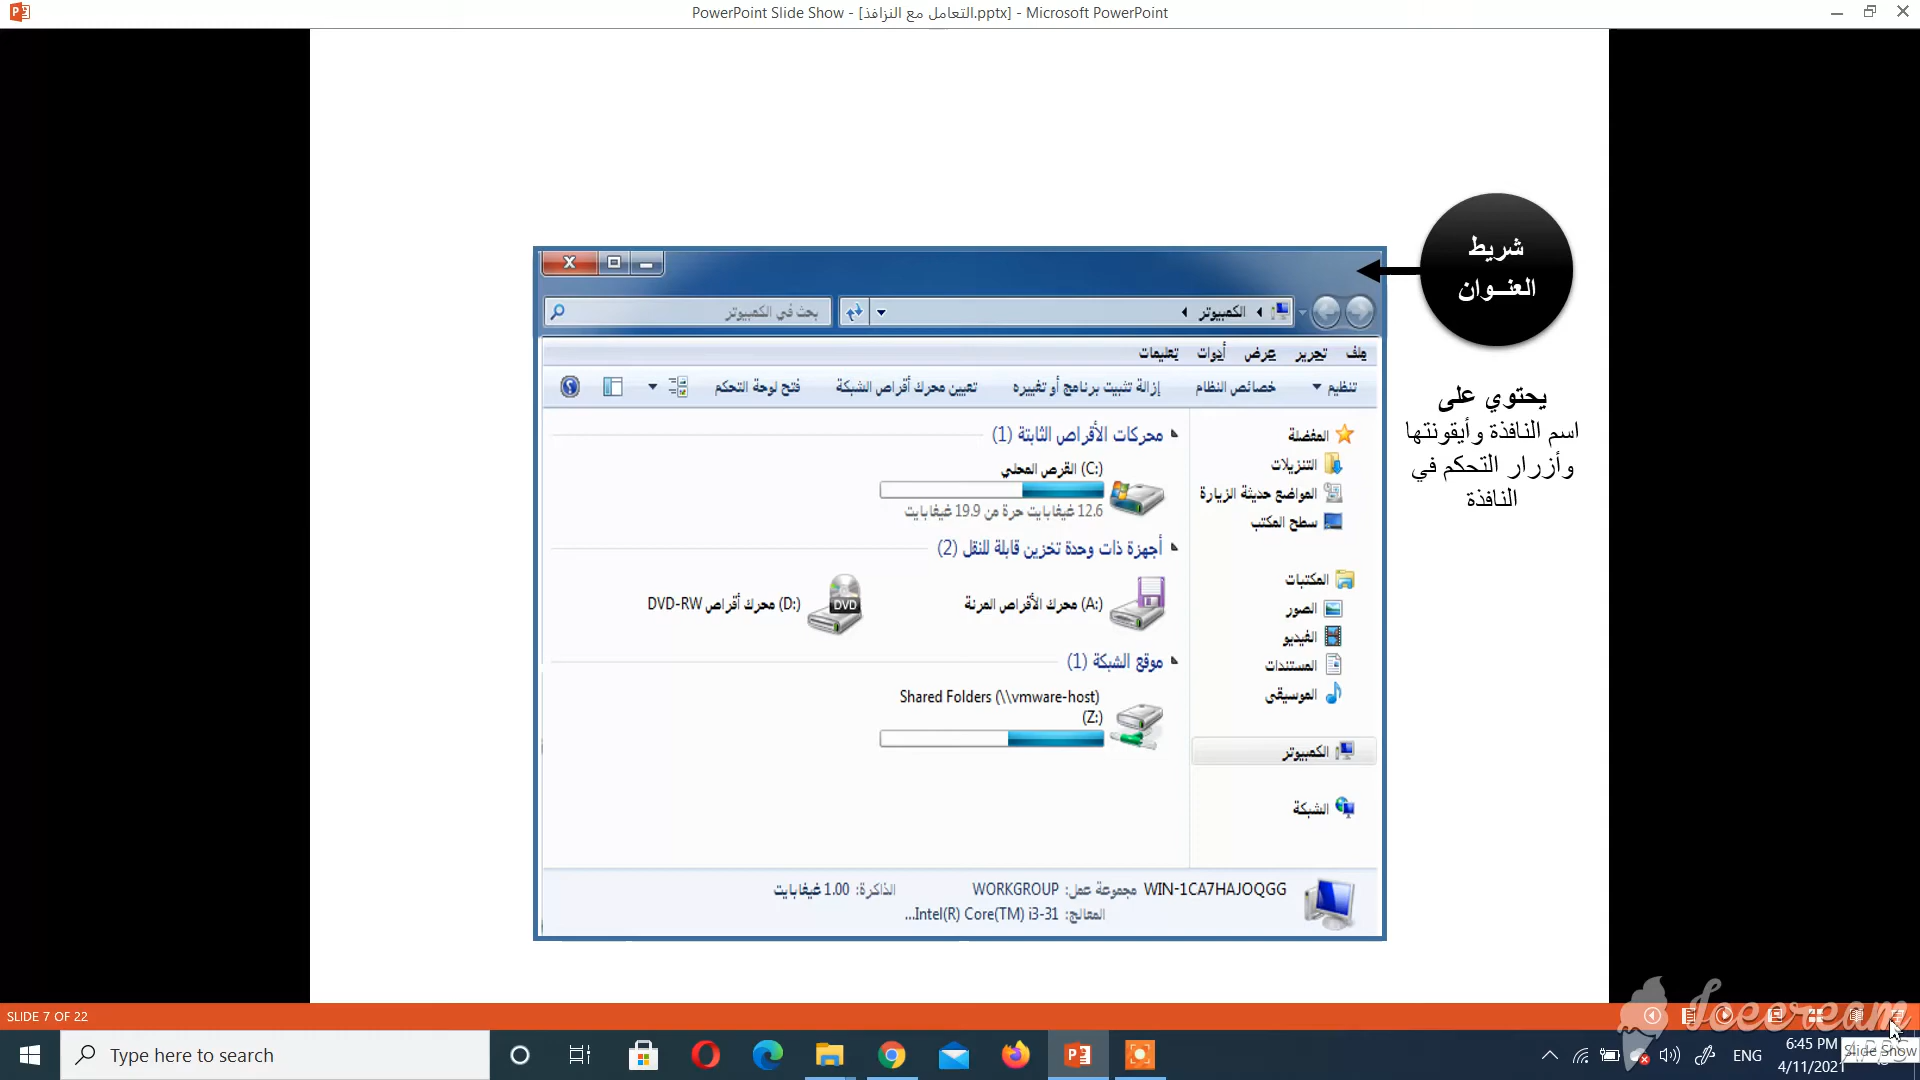 PowerPoint Slide Show - [التعامل مع النزافذ.pptx] - Microsoft PowerPoint
شريط
العنـــوان
يحتوي على
اسم النافذة وأيقونتها
وأزرار التحكم في
النافذة
الكمبيوتر
بحث في الكمبيوتر
ملف تحرير عرض أدوات تعليمات
تنظيم خصائص النظام إزالة تثبيت برنامج أو تغييره تعيين محرك أقراص الشبكة فتح لوحة التحكم
المفضلة
التنزيلات
المواضع حديثة الزيارة
سطح المكتب
المكتبات
الصور
الفيديو
المستندات
الموسيقى
الكمبيوتر
الشبكة
محركات الأقراص الثابتة (1)
القرص المحلي (C:)
12.6 غيغابايت حرة من 19.9 غيغابايت
أجهزة ذات وحدة تخزين قابلة للنقل (2)
محرك الأقراص المرنة (A:)
محرك أقراص DVD-RW (D:)
DVD
موقع الشبكة (1)
Shared Folders (\\vmware-host)
(Z:)
WIN-1CA7HAJOQGG مجموعة عمل: WORKGROUP الذاكرة: 1.00 غيغابايت
المعالج: Intel(R) Core(TM) i3-31...
SLIDE 7 OF 22
Icecream
APPS
Slide Show
Type here to search
ENG
6:45 PM
4/11/2021